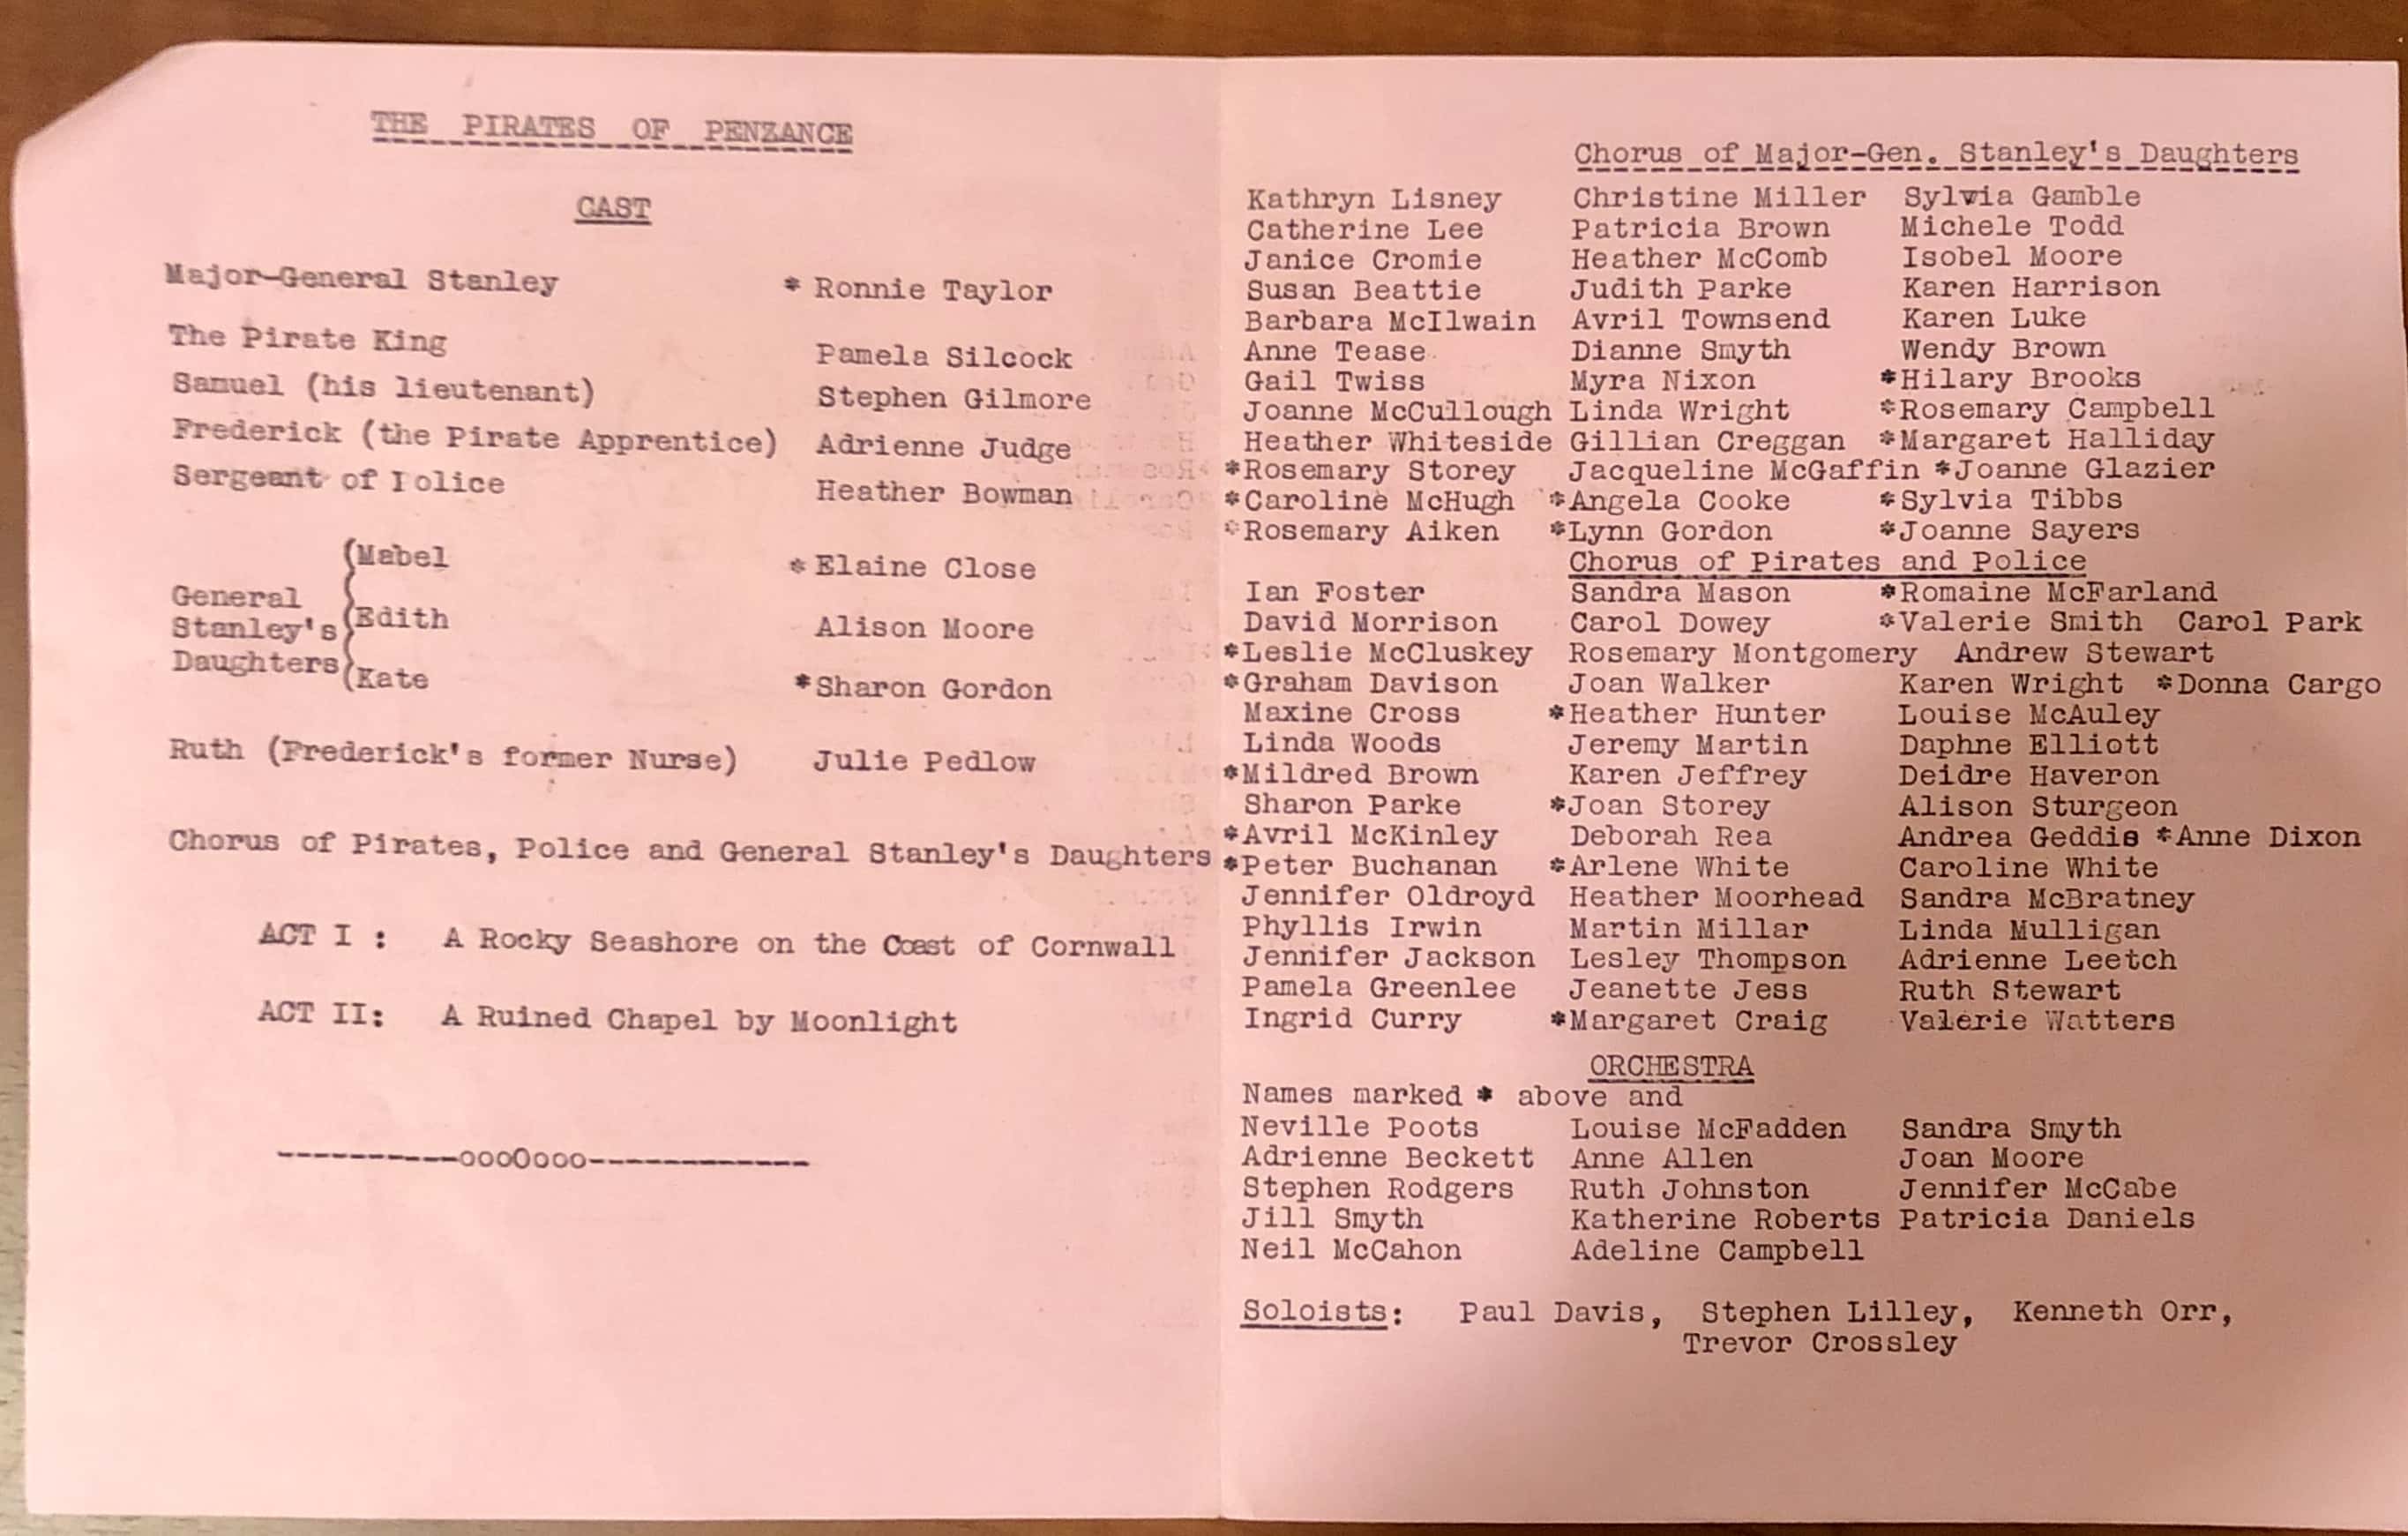 THE PIRATES OF PENZANCE
CAST
Major-General Stanley * Ronnie Taylor
The Pirate King Pamela Silcock
Samuel (his lieutenant) Stephen Gilmore
Frederick (the Pirate Apprentice) Adrienne Judge
Sergeant of Police Heather Bowman
General Stanley's Daughters
(Mabel * Elaine Close
(Edith Alison Moore
(Kate *Sharon Gordon
Ruth (Frederick's former Nurse) Julie Pedlow
Chorus of Pirates, Police and General Stanley's Daughters
ACT I : A Rocky Seashore on the Coast of Cornwall
ACT II: A Ruined Chapel by Moonlight
----------oooOooo------------
Chorus of Major-Gen. Stanley's Daughters
Kathryn Lisney Christine Miller Sylvia Gamble
Catherine Lee Patricia Brown Michele Todd
Janice Cromie Heather McComb Isobel Moore
Susan Beattie Judith Parke Karen Harrison
Barbara McIlwain Avril Townsend Karen Luke
Anne Tease Dianne Smyth Wendy Brown
Gail Twiss Myra Nixon *Hilary Brooks
Joanne McCullough Linda Wright *Rosemary Campbell
Heather Whiteside Gillian Creggan *Margaret Halliday
*Rosemary Storey Jacqueline McGaffin *Joanne Glazier
*Caroline McHugh *Angela Cooke *Sylvia Tibbs
*Rosemary Aiken *Lynn Gordon *Joanne Sayers
Chorus of Pirates and Police
Ian Foster Sandra Mason *Romaine McFarland
David Morrison Carol Dowey *Valerie Smith Carol Park
*Leslie McCluskey Rosemary Montgomery Andrew Stewart
*Graham Davison Joan Walker Karen Wright *Donna Cargo
Maxine Cross *Heather Hunter Louise McAuley
Linda Woods Jeremy Martin Daphne Elliott
*Mildred Brown Karen Jeffrey Deidre Haveron
Sharon Parke *Joan Storey Alison Sturgeon
*Avril McKinley Deborah Rea Andrea Geddis *Anne Dixon
*Peter Buchanan *Arlene White Caroline White
Jennifer Oldroyd Heather Moorhead Sandra McBratney
Phyllis Irwin Martin Millar Linda Mulligan
Jennifer Jackson Lesley Thompson Adrienne Leetch
Pamela Greenlee Jeanette Jess Ruth Stewart
Ingrid Curry *Margaret Craig Valerie Watters
ORCHESTRA
Names marked * above and
Neville Poots Louise McFadden Sandra Smyth
Adrienne Beckett Anne Allen Joan Moore
Stephen Rodgers Ruth Johnston Jennifer McCabe
Jill Smyth Katherine Roberts Patricia Daniels
Neil McCahon Adeline Campbell
Soloists: Paul Davis, Stephen Lilley, Kenneth Orr,
Trevor Crossley